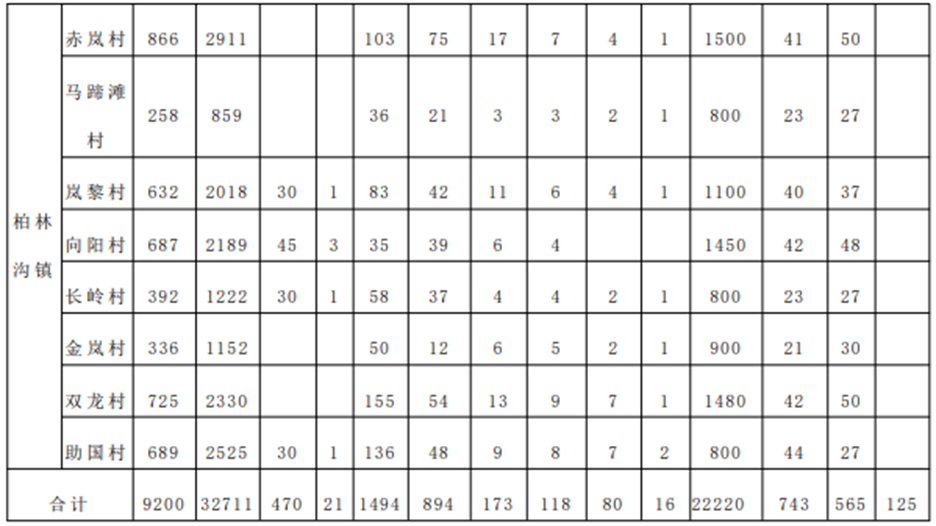 赤岚村 866 2911 103 75 17 7 4 1 1500 41 50
马蹄滩
村
258 859 36 21 3 3 2 1 800 23 27
岚黎村 632 2018 30 1 83 42 11 6 4 1 1100 40 37
柏林
沟镇
向阳村 687 2189 45 3 35 39 6 4 1450 42 48
长岭村 392 1222 30 1 58 37 4 4 2 1 800 23 27
金岚村 336 1152 50 12 6 5 2 1 900 21 30
双龙村 725 2330 155 54 13 9 7 1 1480 42 50
助国村 689 2525 30 1 136 48 9 8 7 2 800 44 27
合计 9200 32711 470 21 1494 894 173 118 80 16 22220 743 565 125